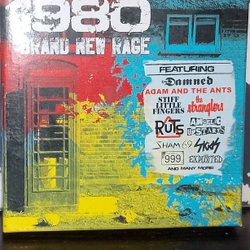 1980
BRAND NEW RAGE
FEATURING
The Damned
ADAM AND THE ANTS
STIFF LITTLE FINGERS
the stranglers
RUTS
ANGELIC UPSTARTS
SHAM 69
SKIDS
999
EXPLOITED
AND MANY MORE!